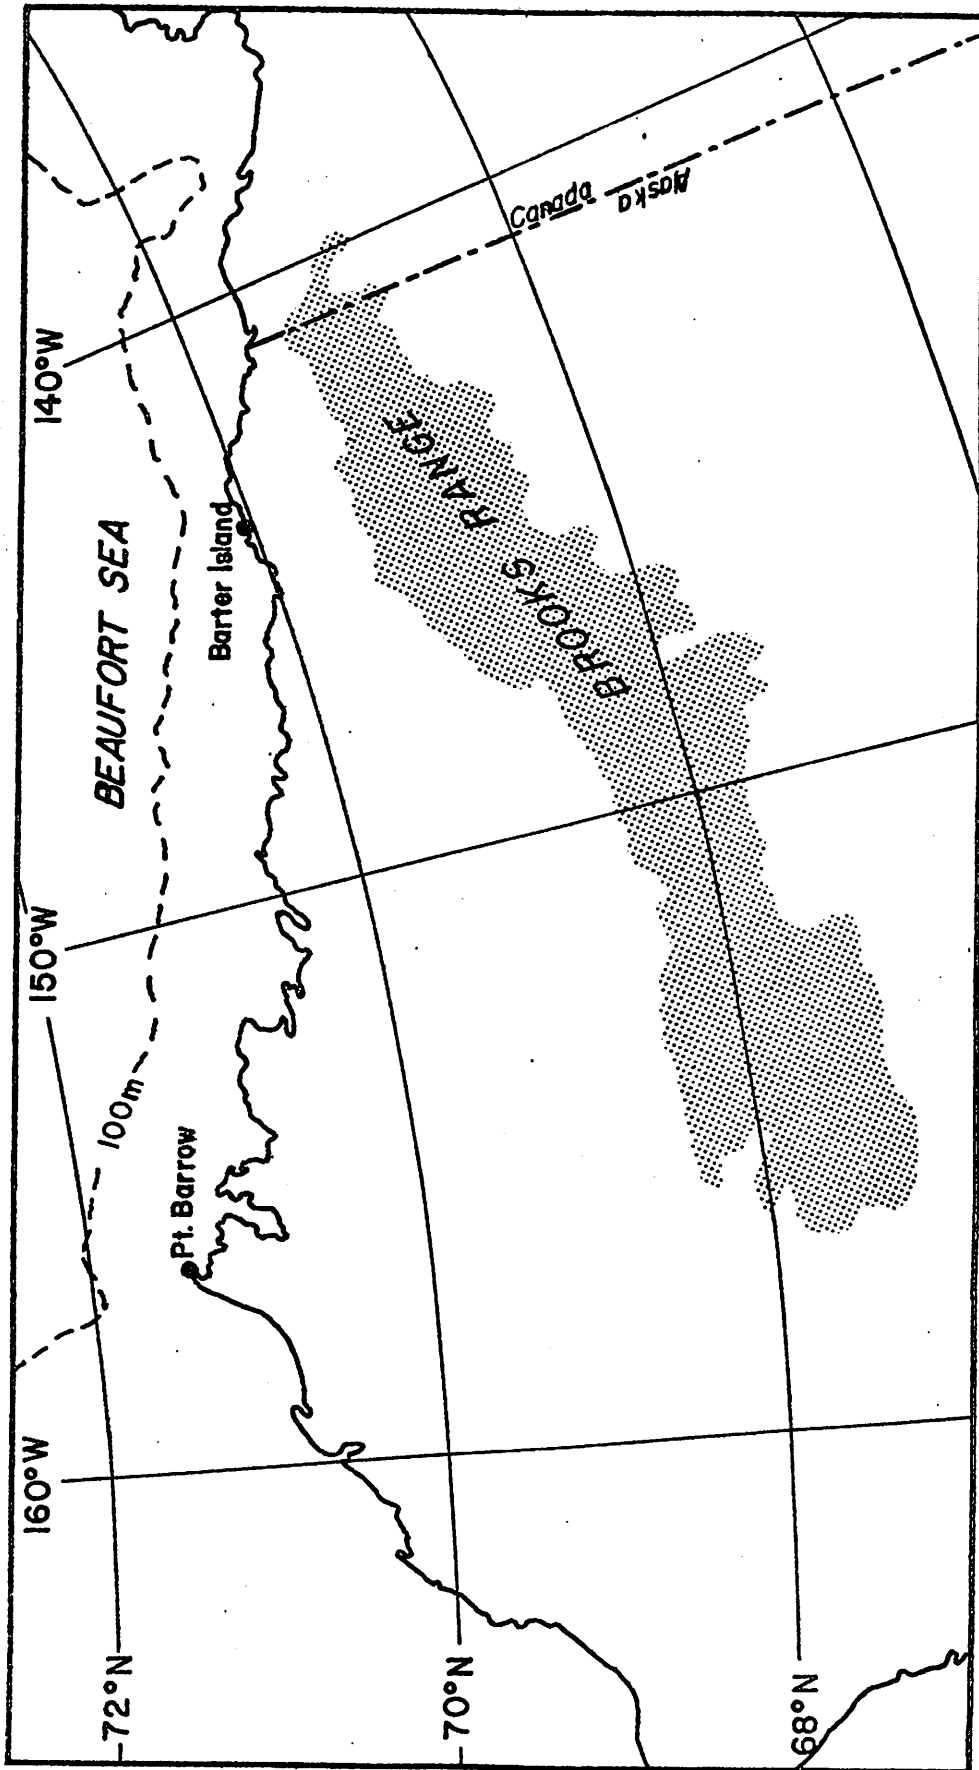 160°W
150°W
140°W
BEAUFORT SEA
100m
Pt. Barrow
Barter Island
72°N
70°N
68°N
BROOKS RANGE
Canada
Alaska